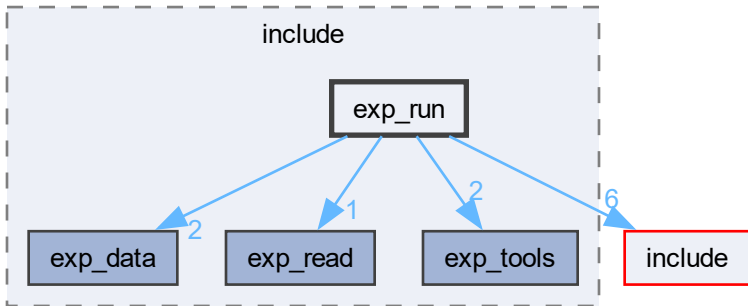 include
exp_run
2
1
2
6
exp_data
exp_read
exp_tools
include